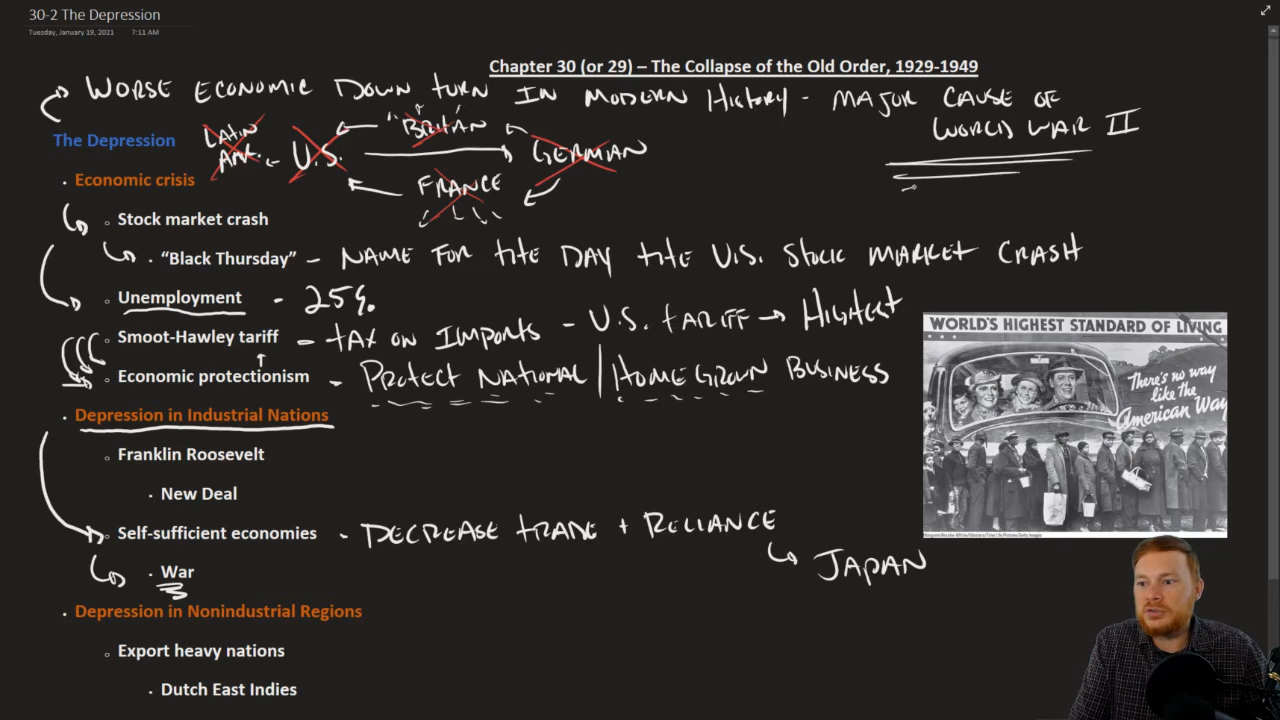 30-2 The Depression
Tuesday, January 19, 2021 7:11 AM
Chapter 30 (or 29) – The Collapse of the Old Order, 1929-1949
WORSE ECONOMIC DOWN TURN IN MODERN HISTORY - MAJOR CAUSE OF
WORLD WAR II
The Depression
LATIN
AM.
U.S.
BRITAN
GERMAN
FRANCE
Economic crisis
Stock market crash
"Black Thursday" – NAME FOR THE DAY THE U.S. STOCK MARKET CRASH
Unemployment - 25%
Smoot-Hawley tariff – TAX ON IMPORTS - U.S. TARIFF → HIGHEST
Economic protectionism – PROTECT NATIONAL / HOMEGROWN BUSINESS
WORLD'S HIGHEST STANDARD OF LIVING
There's no way
like the
American Way
Depression in Industrial Nations
Franklin Roosevelt
New Deal
Self-sufficient economies - DECREASE TRADE + RELIANCE
JAPAN
War
Depression in Nonindustrial Regions
Export heavy nations
Dutch East Indies